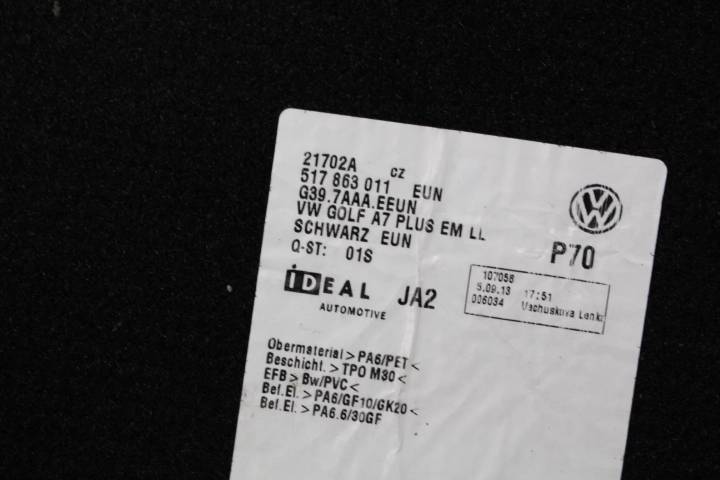 21702A CZ
517 863 011 EUN
G39.7AAA.EEUN
VW GOLF A7 PLUS EM LL
SCHWARZ EUN
Q-ST: 01S
P70
iDEAL JA2
AUTOMOTIVE
107058
5.09.13 17:51
006034 Vachuskova Lenka
Obermaterial > PA6/PET <
Beschicht. > TPO M30 <
EFB > Bw/PVC <
Bef.El. > PA6/GF10/GK20 <
Bef.El. > PA6.6/30GF